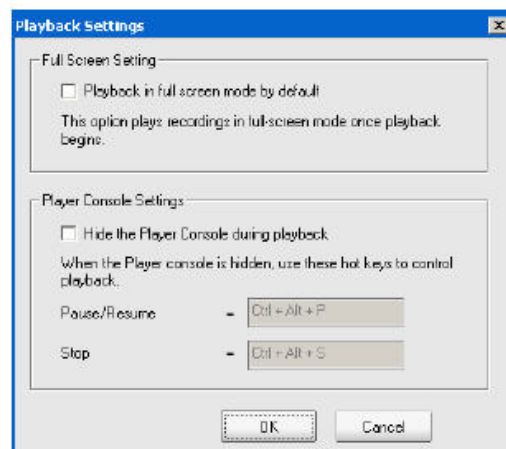 Playback Settings
Full Screen Setting
Playback in full screen mode by default
This option plays recordings in full-screen mode once playback
begins.
Player Console Settings
Hide the Player Console during playback
When the Player console is hidden, use these hot keys to control
playback.
Pause/Resume = Ctrl + Alt + P
Stop = Ctrl + Alt + S
OK Cancel